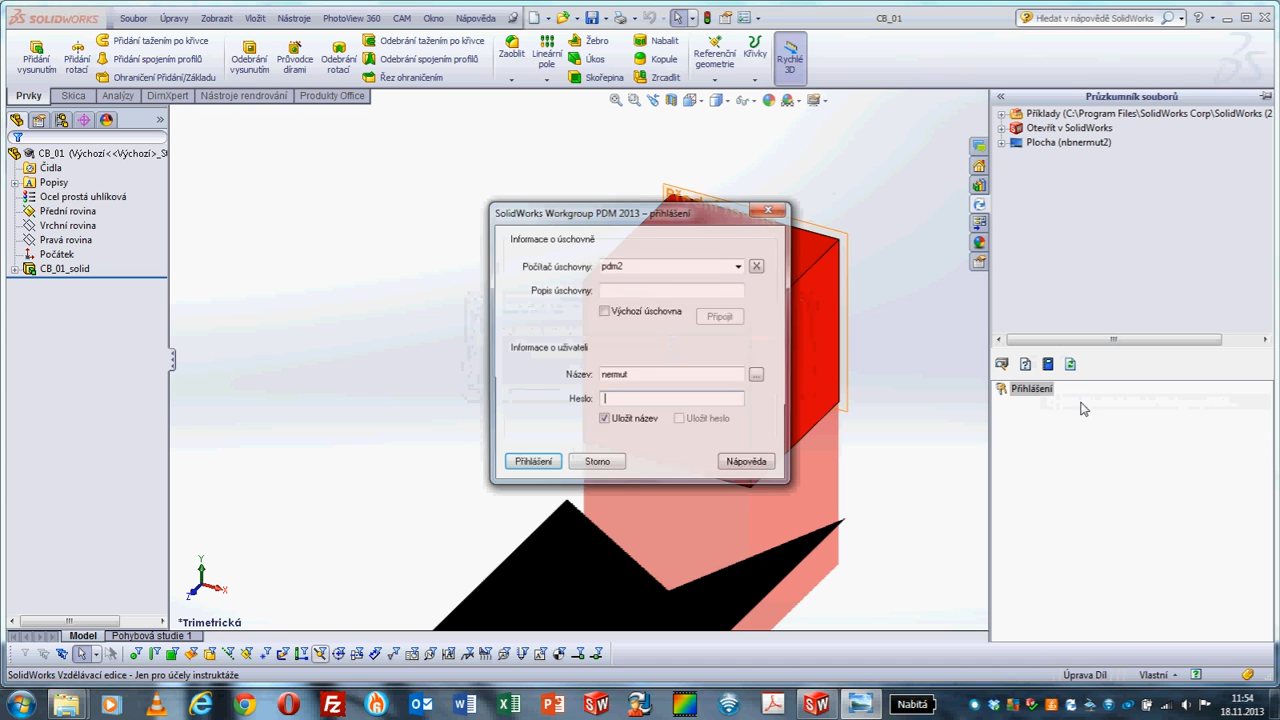 SOLIDWORKS Soubor Úpravy Zobrazit Vložit Nástroje PhotoView 360 CAM Okno Nápověda CB_01 Hledat v nápovědě SolidWorks
Přidání vysunutím
Přidání rotací
Přidání tažením po křivce
Přidání spojením profilů
Ohraničení Přidání/Základu
Odebrání vysunutím
Průvodce dírami
Odebrání rotací
Odebrání tažením po křivce
Odebrání spojením profilů
Řez ohraničením
Zaoblit
Lineární pole
Žebro
Úkos
Skořepina
Nabalit
Kopule
Zrcadlit
Referenční geometrie
Křivky
Rychlé 3D
Prvky Skica Analýzy DimXpert Nástroje rendrování Produkty Office
CB_01 (Výchozí<<Výchozí>_S
Čidla
Popisy
Ocel prostá uhlíková
Přední rovina
Vrchní rovina
Pravá rovina
Počátek
CB_01_solid
SolidWorks Workgroup PDM 2013 – přihlášení
Informace o úschovně
Počítač úschovny: pdm2
Popis úschovny:
Výchozí úschovna Připojit
Informace o uživateli
Název: nermut ...
Heslo:
Uložit název Uložit heslo
Přihlášení Storno Nápověda
Průzkumník souborů
Příklady (C:\Program Files\SolidWorks Corp\SolidWorks (2
Otevřít v SolidWorks
Plocha (nbnermut2)
Přihlášení
Y
X
Z
*Trimetrická
Model Pohybová studie 1
SolidWorks Vzdělávací edice - Jen pro účely instruktáže Úprava Díl Vlastní
Nabitá
11:54
18.11.2013